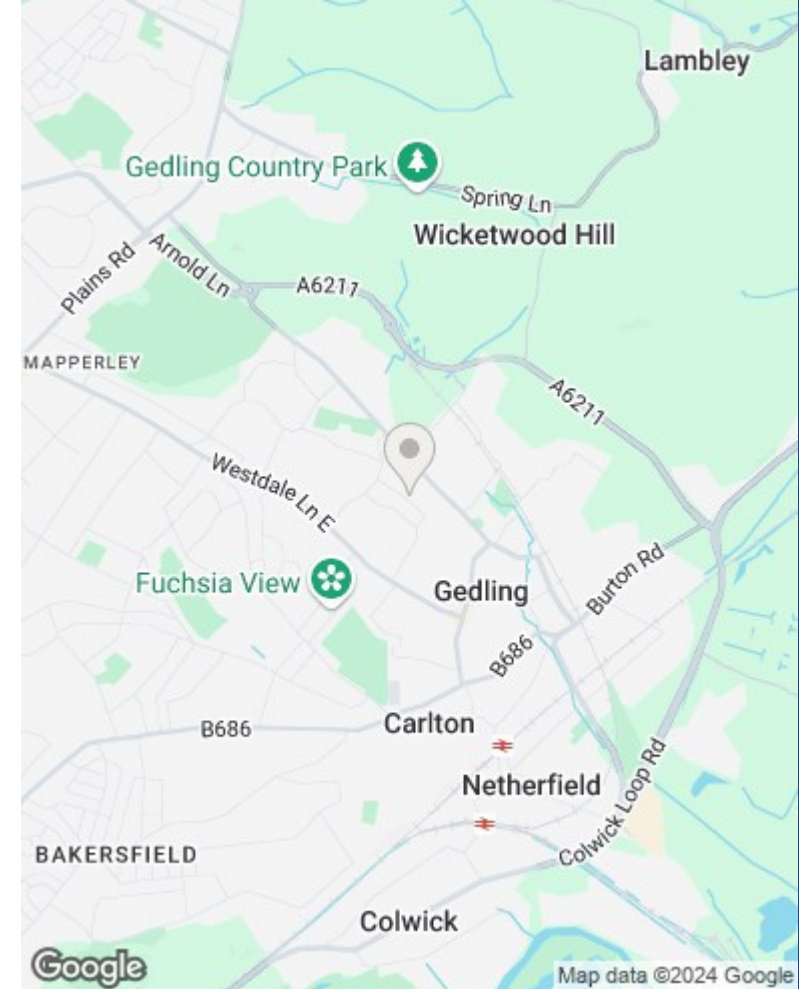 Lambley
Gedling Country Park
Spring Ln
Wicketwood Hill
Plains Rd
Arnold Ln
A6211
MAPPERLEY
A6211
Westdale Ln E
Fuchsia View
Gedling
Burton Rd
B686
B686
Carlton
Netherfield
Colwick Loop Rd
BAKERSFIELD
Colwick
Google
Map data ©2024 Google